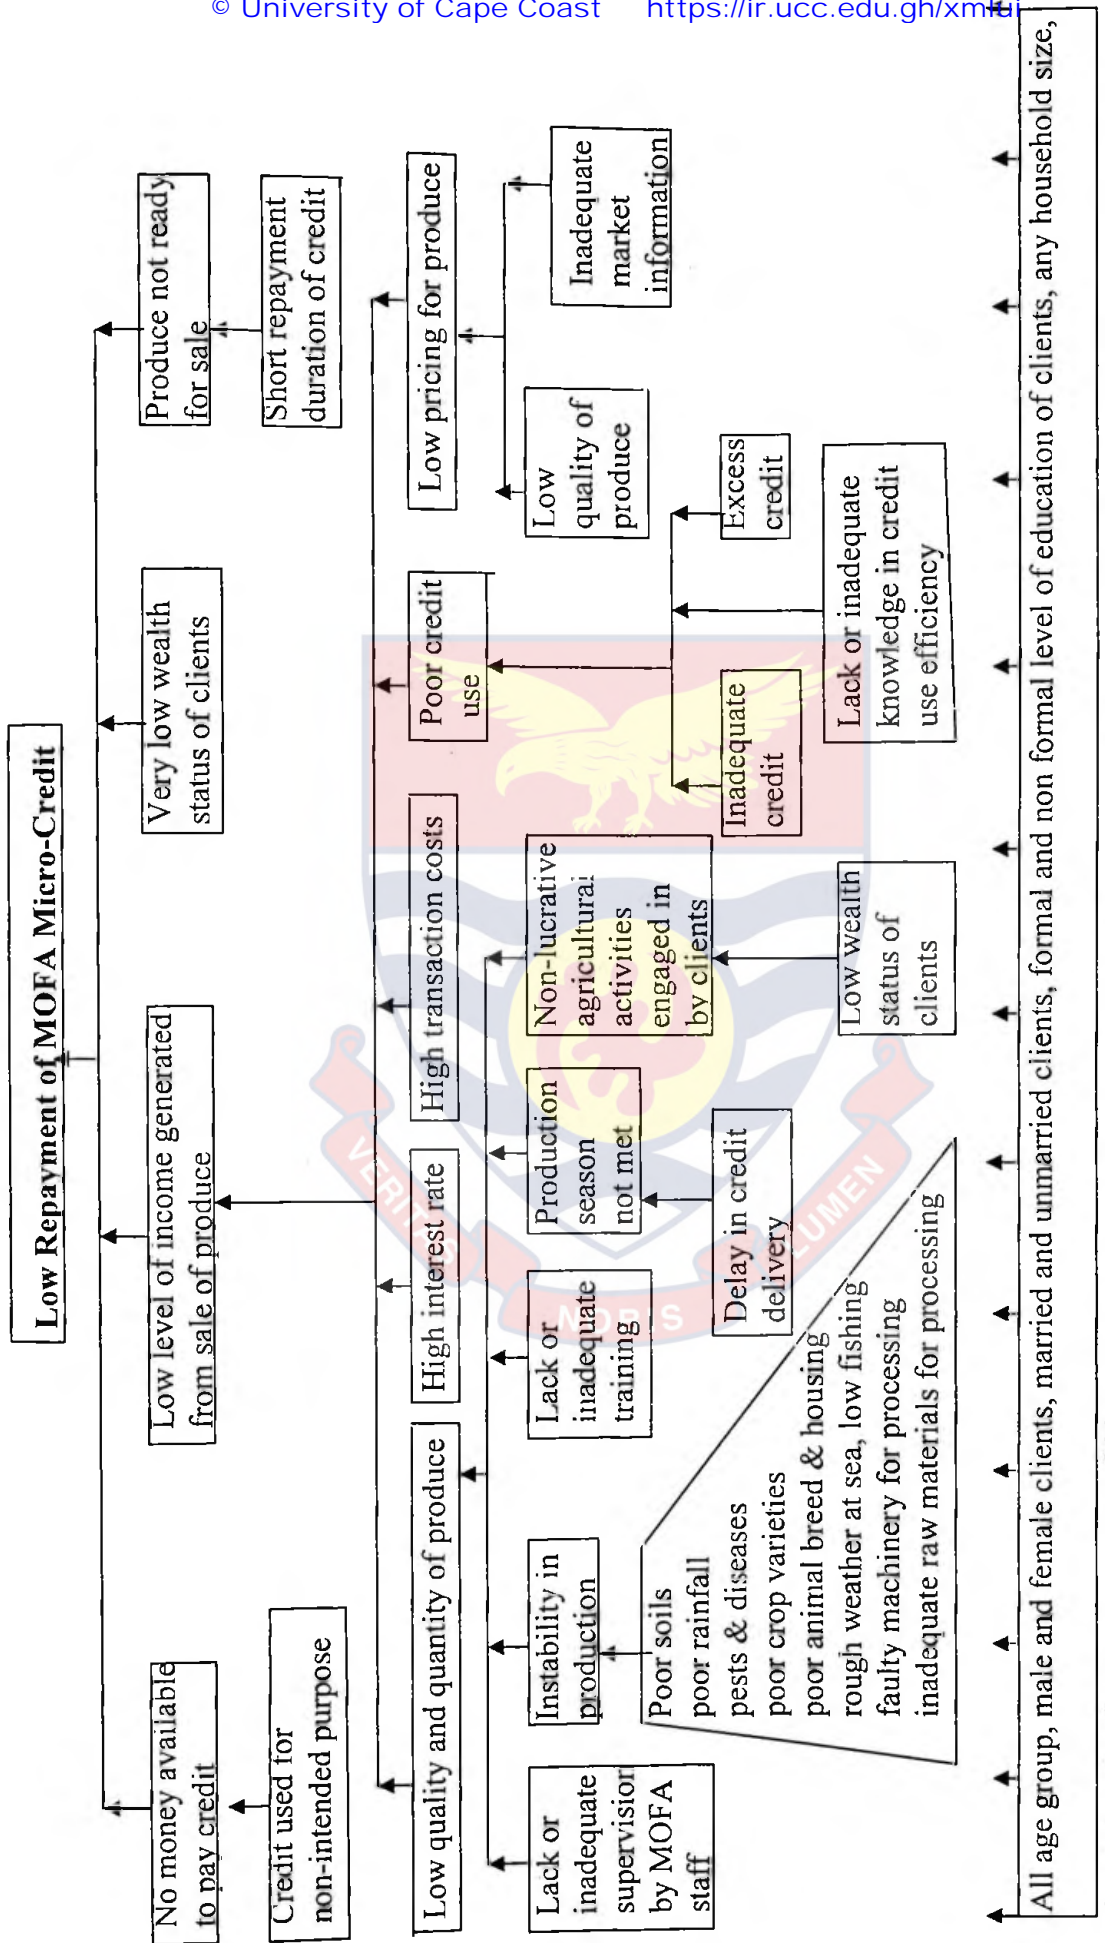 © University of Cape Coast https://ir.ucc.edu.gh/xmlui
Low Repayment of MOFA Micro-Credit
No money available
to pay credit
Low level of income generated
from sale of produce
Very low wealth
status of clients
Produce not ready
for sale
Credit used for
non-intended purpose
Short repayment
duration of credit
Low quality and quantity of produce
High interest rate
High transaction costs
Poor credit
use
Low pricing for produce
Lack or
inadequate
supervision
by MOFA
staff
Instability in
production
Lack or
inadequate
training
Production
season
not met
Non-lucrative
agricultural
activities
engaged in
by clients
Low
quality of
produce
Inadequate
market
information
Poor soils
poor rainfall
pests & diseases
poor crop varieties
poor animal breed & housing
rough weather at sea, low fishing
faulty machinery for processing
inadequate raw materials for processing
Delay in credit
delivery
Inadequate
credit
Excess
credit
Low wealth
status of
clients
Lack or inadequate
knowledge in credit
use efficiency
All age group, male and female clients, married and unmarried clients, formal and non formal level of education of clients, any household size,
VERITAS
NOBIS
LUMEN